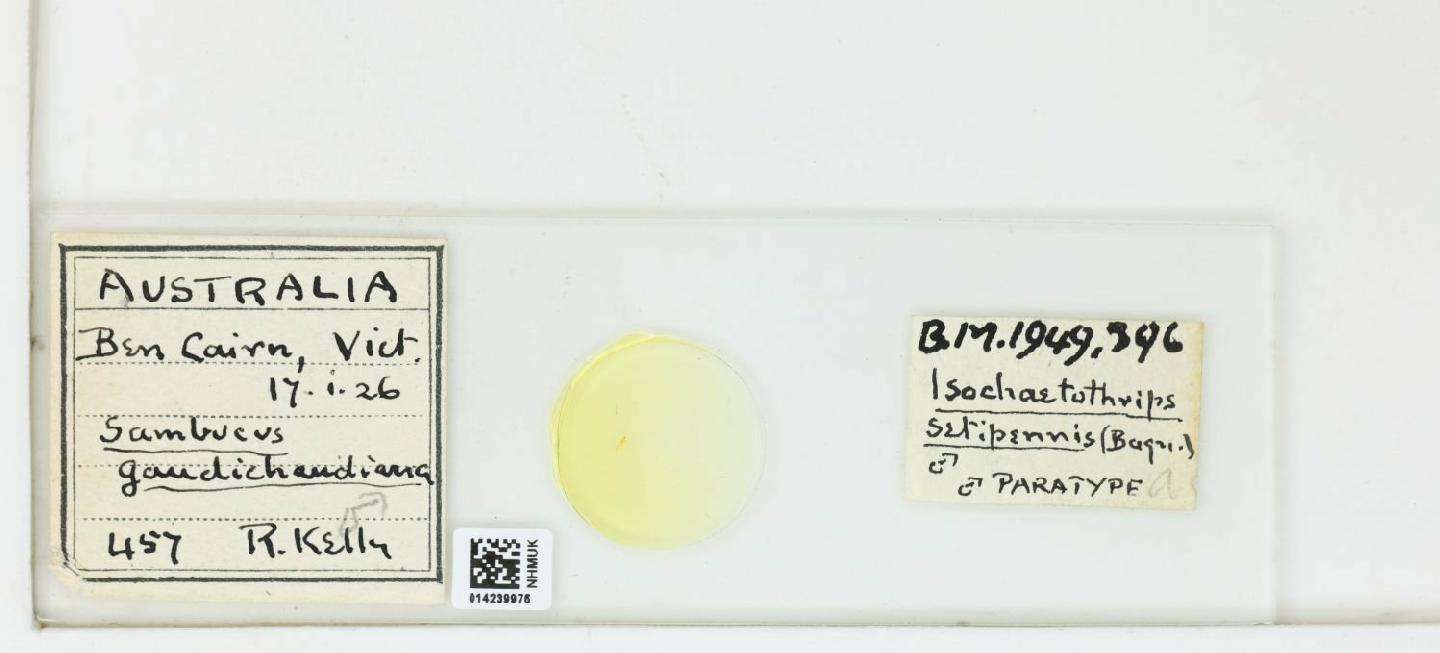 AUSTRALIA
Ben Cairn, Vict.
17.i.26
Sambucus
gaudichaudiana
♂
457 R. Kelly
NHMUK
014239976
B.M.1949,396
Isochaetothrips
setipennis (Bagn.)
♂
♂ PARATYPE a